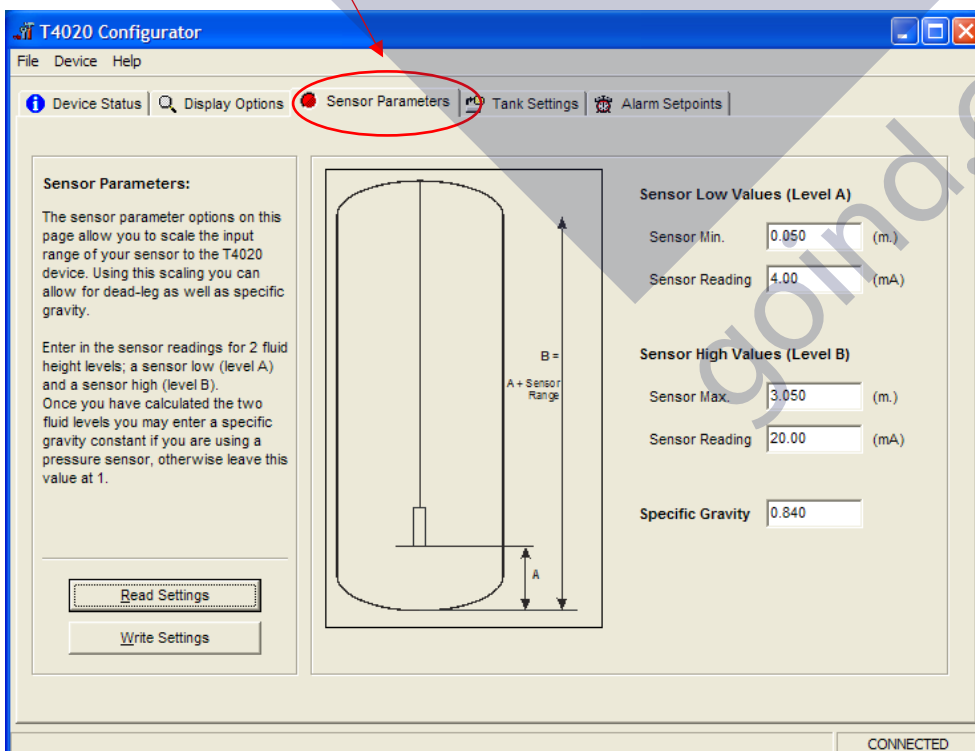 T4020 Configurator
File Device Help
Device Status Display Options Sensor Parameters Tank Settings Alarm Setpoints
Sensor Parameters:
The sensor parameter options on this
page allow you to scale the input
range of your sensor to the T4020
device. Using this scaling you can
allow for dead-leg as well as specific
gravity.
Enter in the sensor readings for 2 fluid
height levels; a sensor low (level A)
and a sensor high (level B).
Once you have calculated the two
fluid levels you may enter a specific
gravity constant if you are using a
pressure sensor, otherwise leave this
value at 1.
Read Settings
Write Settings
B =
A + Sensor
Range
A
Sensor Low Values (Level A)
Sensor Min. 0.050 (m.)
Sensor Reading 4.00 (mA)
Sensor High Values (Level B)
Sensor Max. 3.050 (m.)
Sensor Reading 20.00 (mA)
Specific Gravity 0.840
CONNECTED
goind.